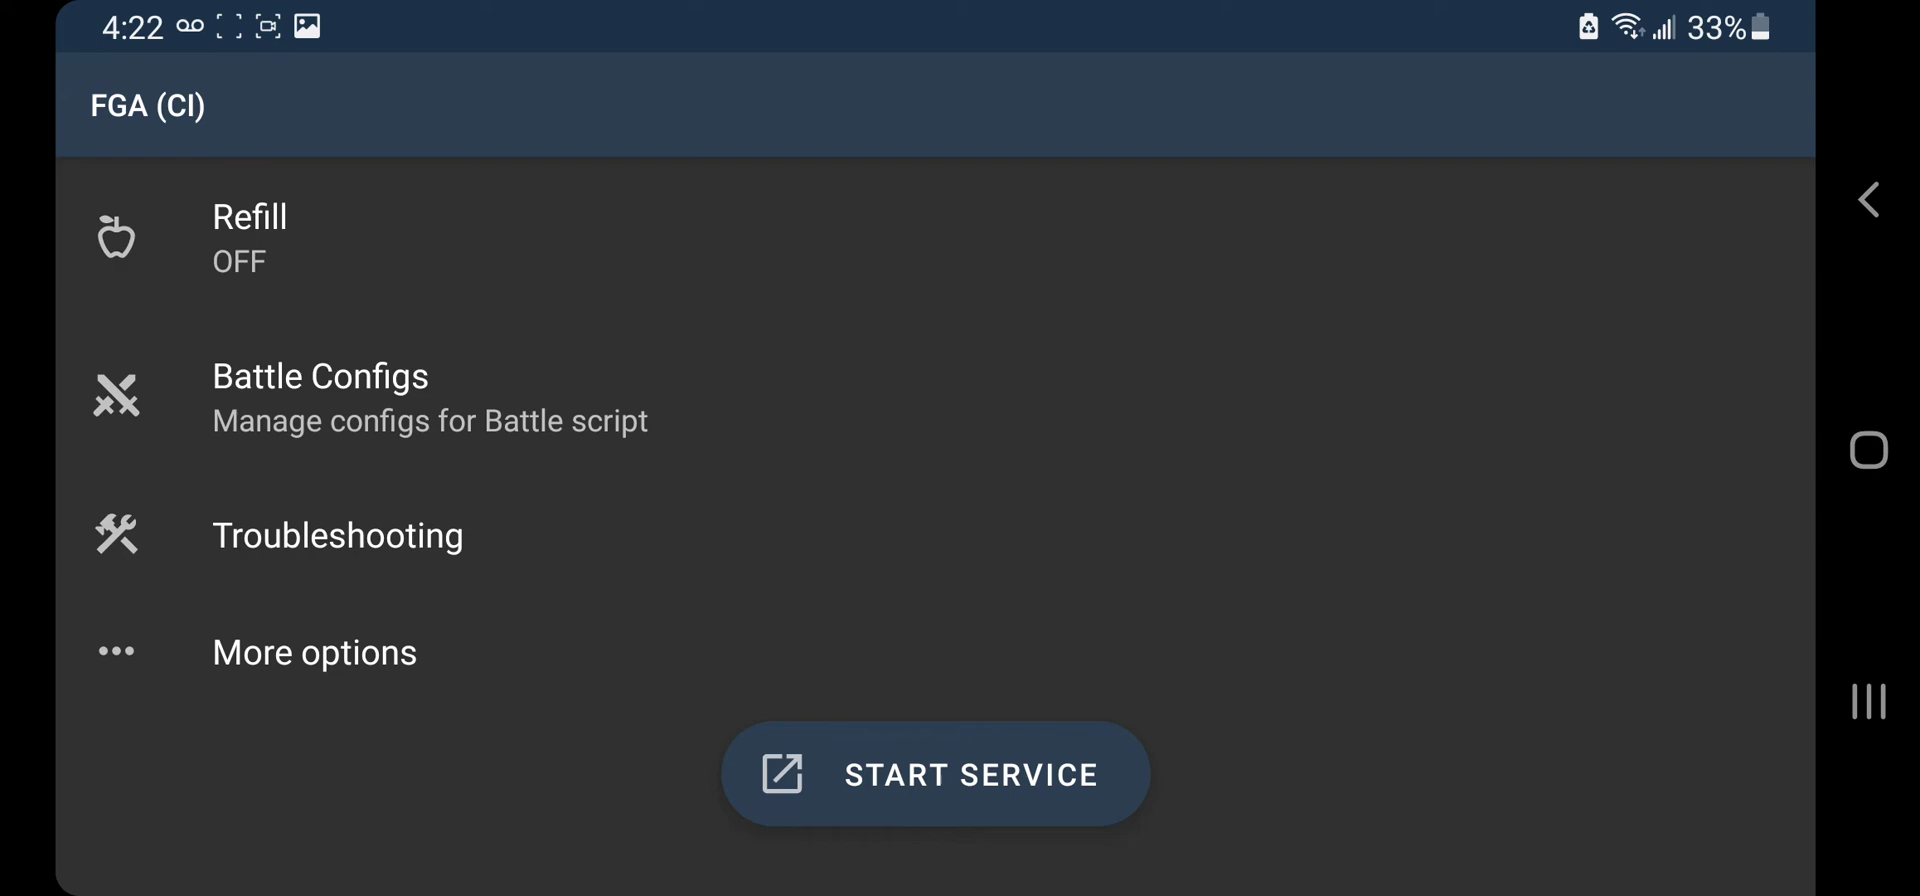 4:22
33%
FGA (CI)
Refill
OFF
Battle Configs
Manage configs for Battle script
Troubleshooting
More options
START SERVICE